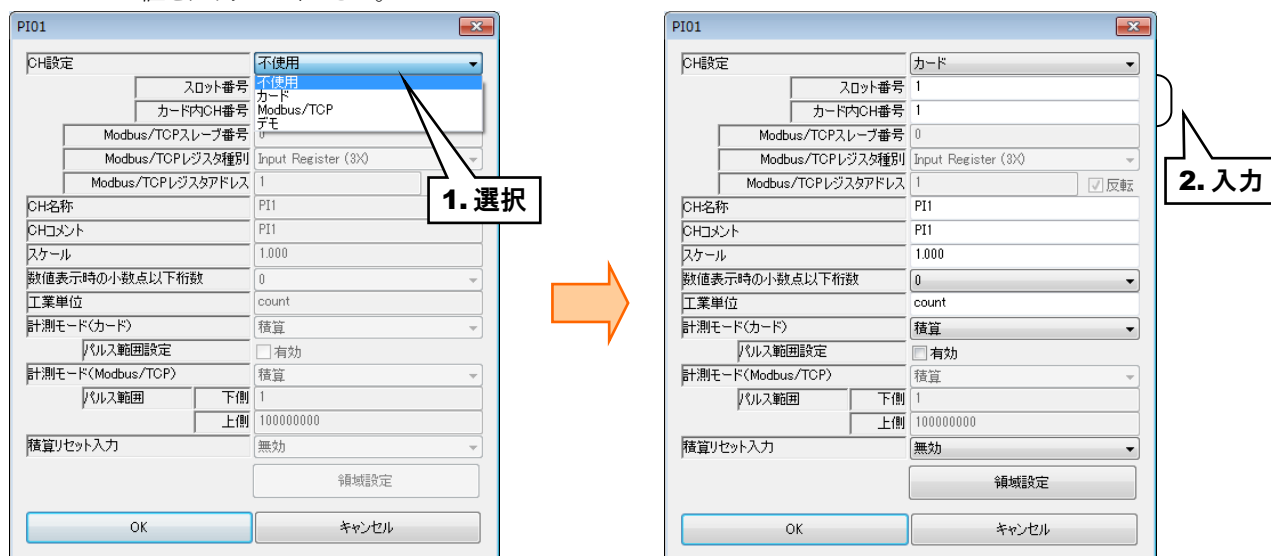 PI01
CH設定
不使用
不使用
カード
Modbus/TCP
デモ
スロット番号
カード内CH番号
Modbus/TCPスレーブ番号
Modbus/TCPレジスタ種別 Input Register (3X)
Modbus/TCPレジスタアドレス 1
1. 選択
CH名称 PI1
CHコメント PI1
スケール 1.000
数値表示時の小数点以下桁数 0
工業単位 count
計測モード(カード) 積算
パルス範囲設定 有効
計測モード(Modbus/TCP) 積算
パルス範囲 下側 1
上側 100000000
積算リセット入力 無効
領域設定
OK キャンセル
PI01
CH設定 カード
スロット番号 1
カード内CH番号 1
Modbus/TCPスレーブ番号 0
Modbus/TCPレジスタ種別 Input Register (3X)
Modbus/TCPレジスタアドレス 1 反転
2. 入力
CH名称 PI1
CHコメント PI1
スケール 1.000
数値表示時の小数点以下桁数 0
工業単位 count
計測モード(カード) 積算
パルス範囲設定 有効
計測モード(Modbus/TCP) 積算
パルス範囲 下側 1
上側 100000000
積算リセット入力 無効
領域設定
OK キャンセル